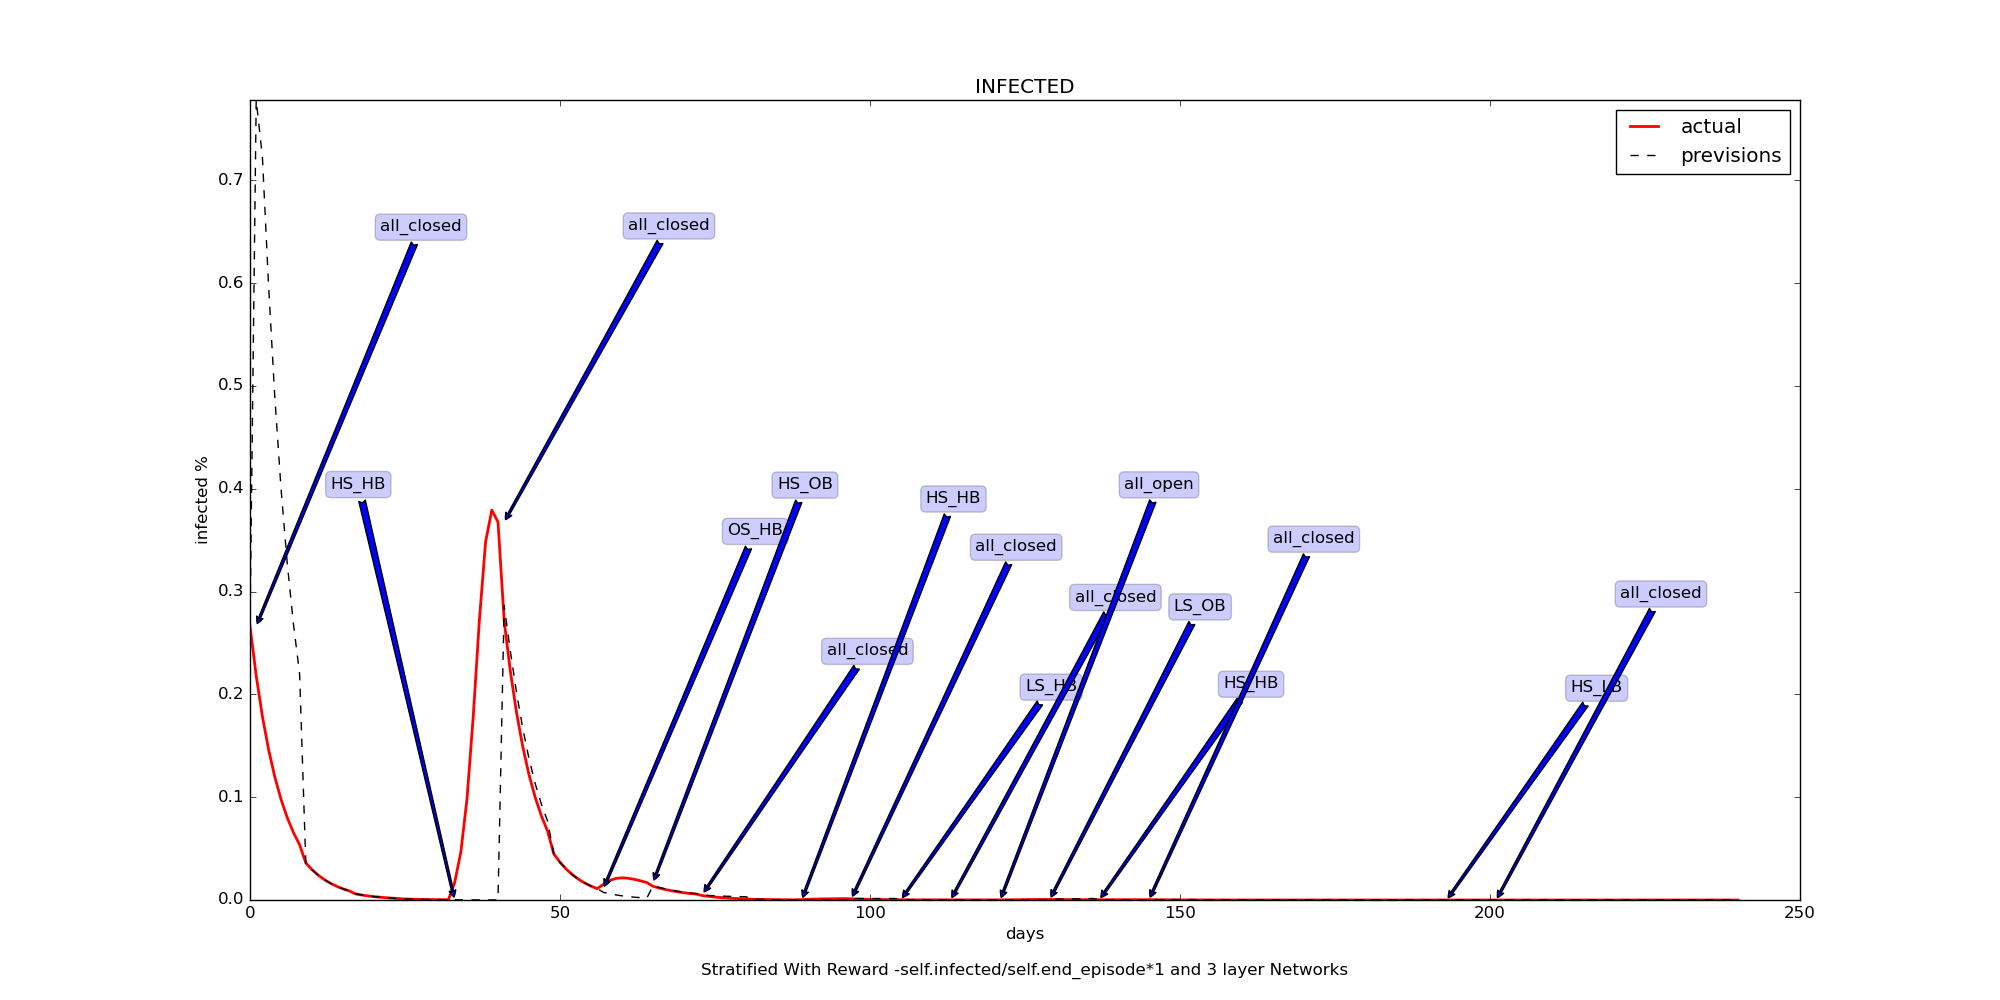 INFECTED
actual
previsions
0.7
0.6
0.5
0.4
0.3
0.2
0.1
0.0
infected %
all_closed
all_closed
HS_HB
HS_OB
OS_HB
HS_HB
all_open
all_closed
all_closed
all_closed
LS_OB
all_closed
all_closed
LS_HB
HS_HB
HS_LB
0
50
100
150
200
250
days
Stratified With Reward -self.infected/self.end_episode*1 and 3 layer Networks